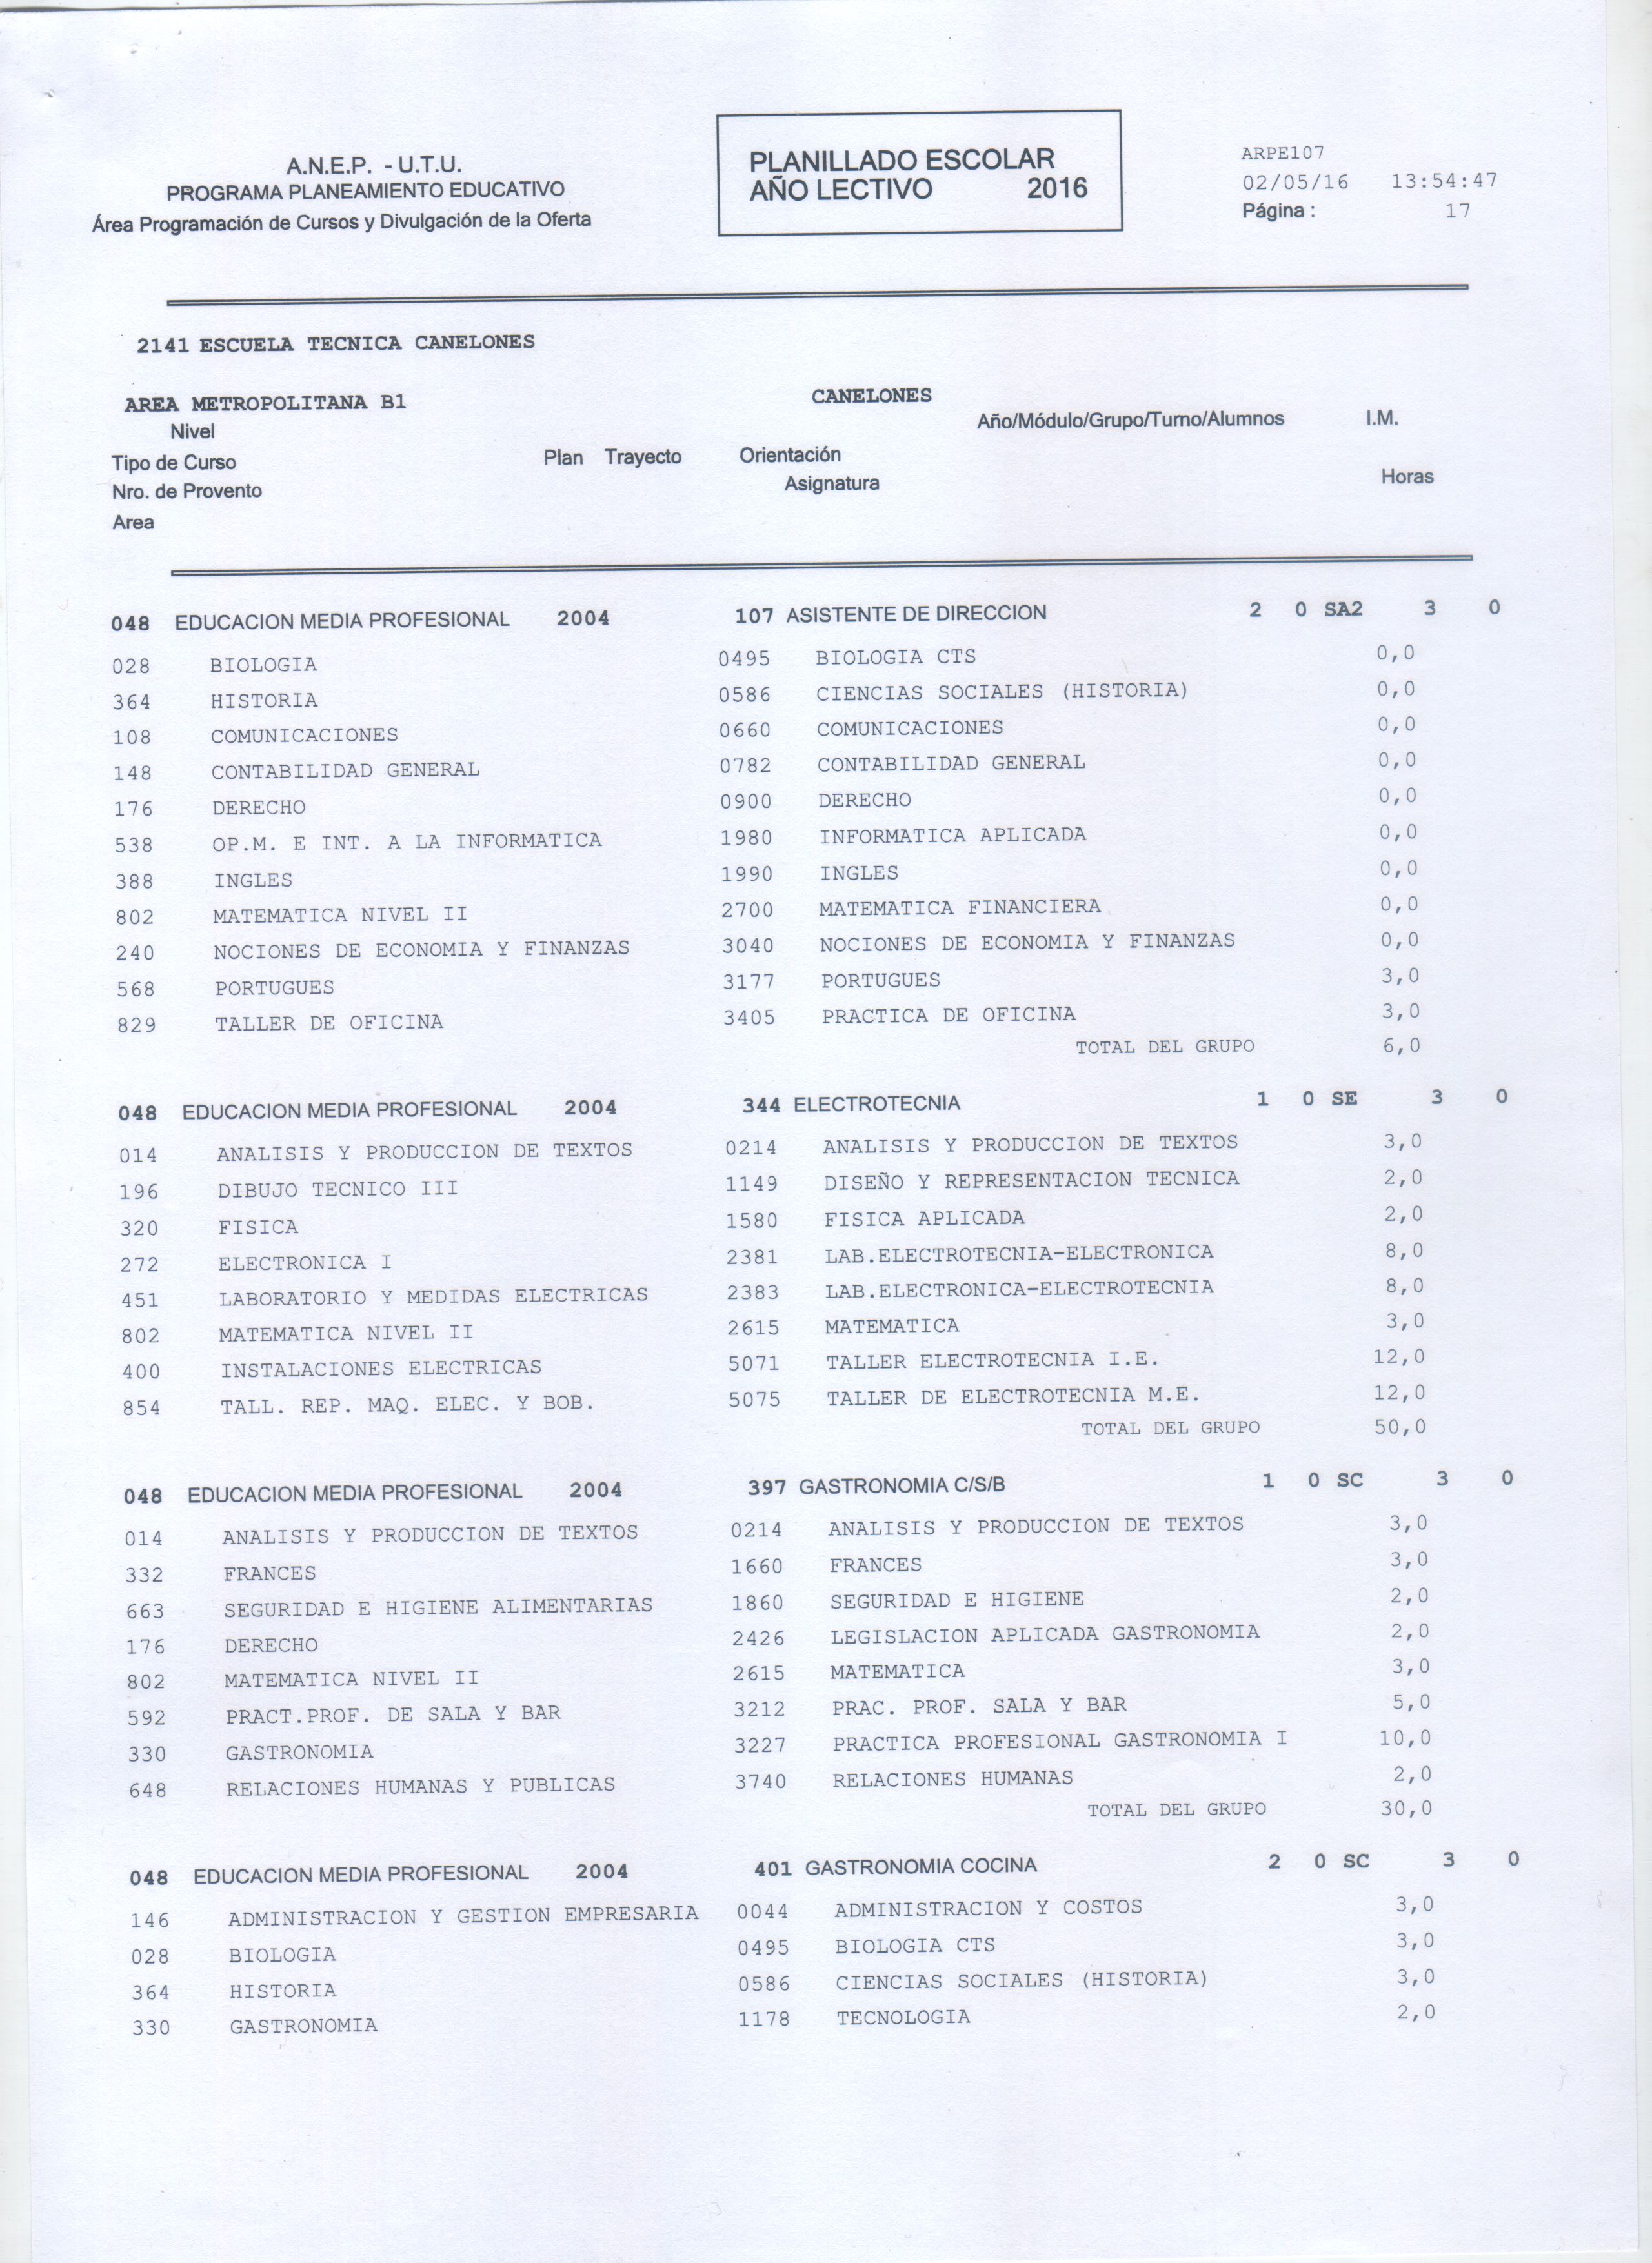 A.N.E.P. - U.T.U.
PROGRAMA PLANEAMIENTO EDUCATIVO
Área Programación de Cursos y Divulgación de la Oferta
PLANILLADO ESCOLAR
AÑO LECTIVO 2016
ARPE107
02/05/16 13:54:47
Página : 17
2141 ESCUELA TECNICA CANELONES
AREA METROPOLITANA B1 CANELONES
Nivel Año/Módulo/Grupo/Turno/Alumnos I.M.
Tipo de Curso Plan Trayecto Orientación
Nro. de Provento Asignatura Horas
Area
048 EDUCACION MEDIA PROFESIONAL 2004 107 ASISTENTE DE DIRECCION 2 0 SA2 3 0
028 BIOLOGIA 0495 BIOLOGIA CTS 0,0
364 HISTORIA 0586 CIENCIAS SOCIALES (HISTORIA) 0,0
108 COMUNICACIONES 0660 COMUNICACIONES 0,0
148 CONTABILIDAD GENERAL 0782 CONTABILIDAD GENERAL 0,0
176 DERECHO 0900 DERECHO 0,0
538 OP.M. E INT. A LA INFORMATICA 1980 INFORMATICA APLICADA 0,0
388 INGLES 1990 INGLES 0,0
802 MATEMATICA NIVEL II 2700 MATEMATICA FINANCIERA 0,0
240 NOCIONES DE ECONOMIA Y FINANZAS 3040 NOCIONES DE ECONOMIA Y FINANZAS 0,0
568 PORTUGUES 3177 PORTUGUES 3,0
829 TALLER DE OFICINA 3405 PRACTICA DE OFICINA 3,0
TOTAL DEL GRUPO 6,0
048 EDUCACION MEDIA PROFESIONAL 2004 344 ELECTROTECNIA 1 0 SE 3 0
014 ANALISIS Y PRODUCCION DE TEXTOS 0214 ANALISIS Y PRODUCCION DE TEXTOS 3,0
196 DIBUJO TECNICO III 1149 DISEÑO Y REPRESENTACION TECNICA 2,0
320 FISICA 1580 FISICA APLICADA 2,0
272 ELECTRONICA I 2381 LAB.ELECTROTECNIA-ELECTRONICA 8,0
451 LABORATORIO Y MEDIDAS ELECTRICAS 2383 LAB.ELECTRONICA-ELECTROTECNIA 8,0
802 MATEMATICA NIVEL II 2615 MATEMATICA 3,0
400 INSTALACIONES ELECTRICAS 5071 TALLER ELECTROTECNIA I.E. 12,0
854 TALL. REP. MAQ. ELEC. Y BOB. 5075 TALLER DE ELECTROTECNIA M.E. 12,0
TOTAL DEL GRUPO 50,0
048 EDUCACION MEDIA PROFESIONAL 2004 397 GASTRONOMIA C/S/B 1 0 SC 3 0
014 ANALISIS Y PRODUCCION DE TEXTOS 0214 ANALISIS Y PRODUCCION DE TEXTOS 3,0
332 FRANCES 1660 FRANCES 3,0
663 SEGURIDAD E HIGIENE ALIMENTARIAS 1860 SEGURIDAD E HIGIENE 2,0
176 DERECHO 2426 LEGISLACION APLICADA GASTRONOMIA 2,0
802 MATEMATICA NIVEL II 2615 MATEMATICA 3,0
592 PRACT.PROF. DE SALA Y BAR 3212 PRAC. PROF. SALA Y BAR 5,0
330 GASTRONOMIA 3227 PRACTICA PROFESIONAL GASTRONOMIA I 10,0
648 RELACIONES HUMANAS Y PUBLICAS 3740 RELACIONES HUMANAS 2,0
TOTAL DEL GRUPO 30,0
048 EDUCACION MEDIA PROFESIONAL 2004 401 GASTRONOMIA COCINA 2 0 SC 3 0
146 ADMINISTRACION Y GESTION EMPRESARIA 0044 ADMINISTRACION Y COSTOS 3,0
028 BIOLOGIA 0495 BIOLOGIA CTS 3,0
364 HISTORIA 0586 CIENCIAS SOCIALES (HISTORIA) 3,0
330 GASTRONOMIA 1178 TECNOLOGIA 2,0